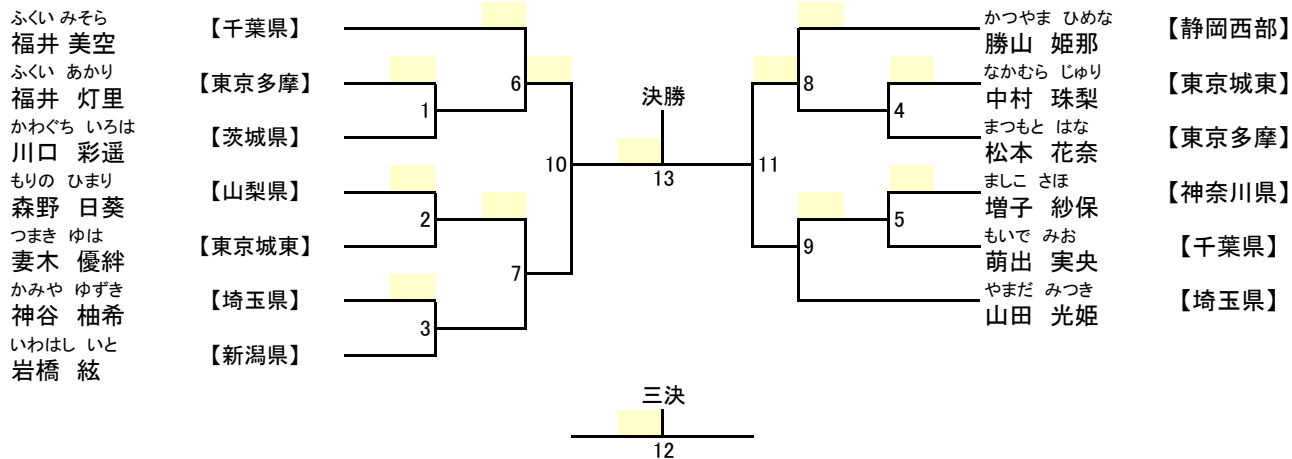 ふくい みそら
福井 美空 【千葉県】
ふくい あかり
福井 灯里 【東京多摩】
かわぐち いろは
川口 彩遥 【茨城県】
もりの ひまり
森野 日葵 【山梨県】
つまき ゆは
妻木 優絆 【東京城東】
かみや ゆずき
神谷 柚希 【埼玉県】
いわはし いと
岩橋 絃 【新潟県】
1
2
3
6
7
10
決勝
13
11
8
9
4
5
かつやま ひめな
勝山 姫那 【静岡西部】
なかむら じゅり
中村 珠梨 【東京城東】
まつもと はな
松本 花奈 【東京多摩】
ましこ さほ
増子 紗保 【神奈川県】
もいで みお
萌出 実央 【千葉県】
やまだ みつき
山田 光姫 【埼玉県】
三決
12